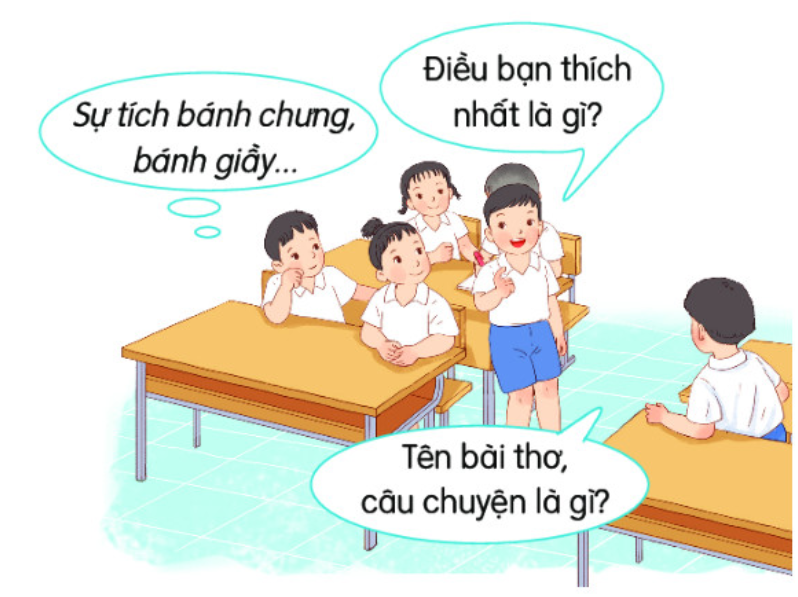 Sự tích bánh chưng,
bánh giầy...
Điều bạn thích
nhất là gì?
Tên bài thơ,
câu chuyện là gì?